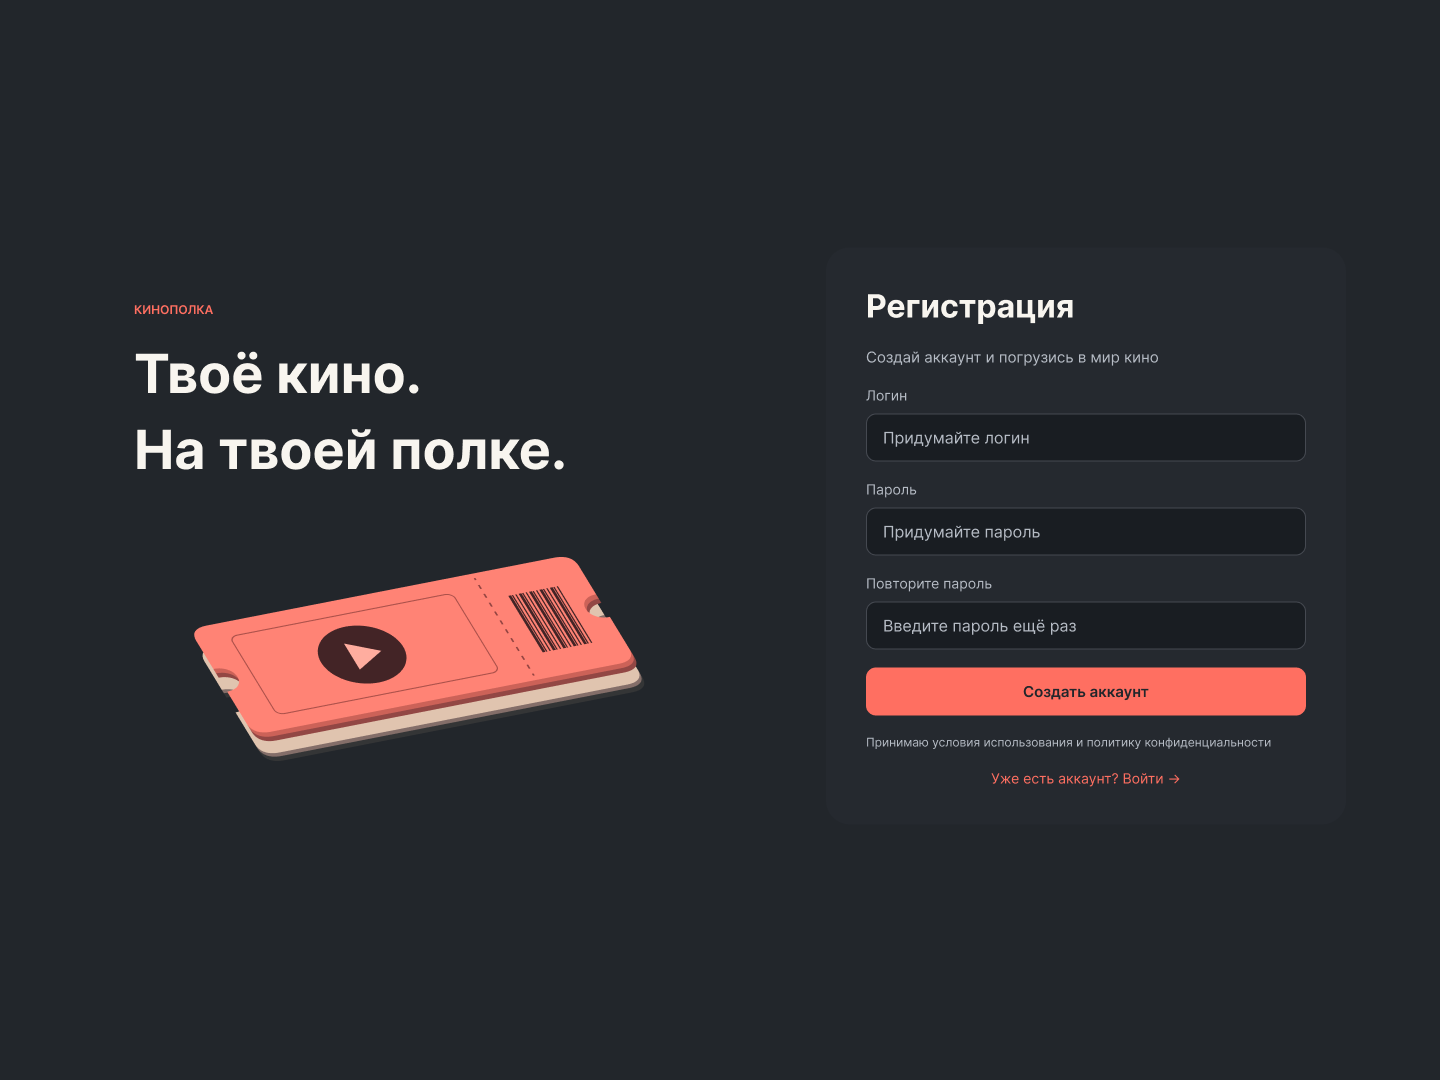 КИНОПОЛКА
Твоё кино.
На твоей полке.
Регистрация
Создай аккаунт и погрузись в мир кино
Логин
Придумайте логин
Пароль
Придумайте пароль
Повторите пароль
Введите пароль ещё раз
Создать аккаунт
Принимаю условия использования и политику конфиденциальности
Уже есть аккаунт? Войти →